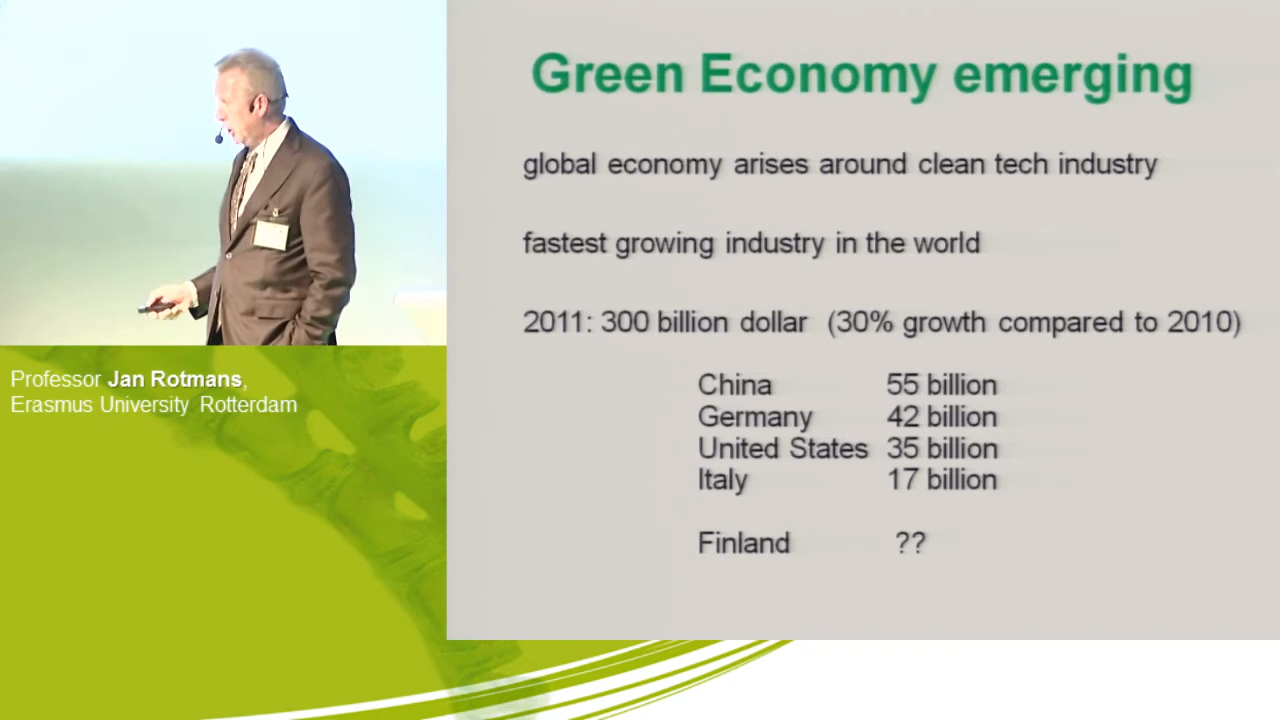 Green Economy emerging
global economy arises around clean tech industry
fastest growing industry in the world
2011: 300 billion dollar (30% growth compared to 2010)
China 55 billion
Germany 42 billion
United States 35 billion
Italy 17 billion
Finland ??
Professor Jan Rotmans,
Erasmus University Rotterdam